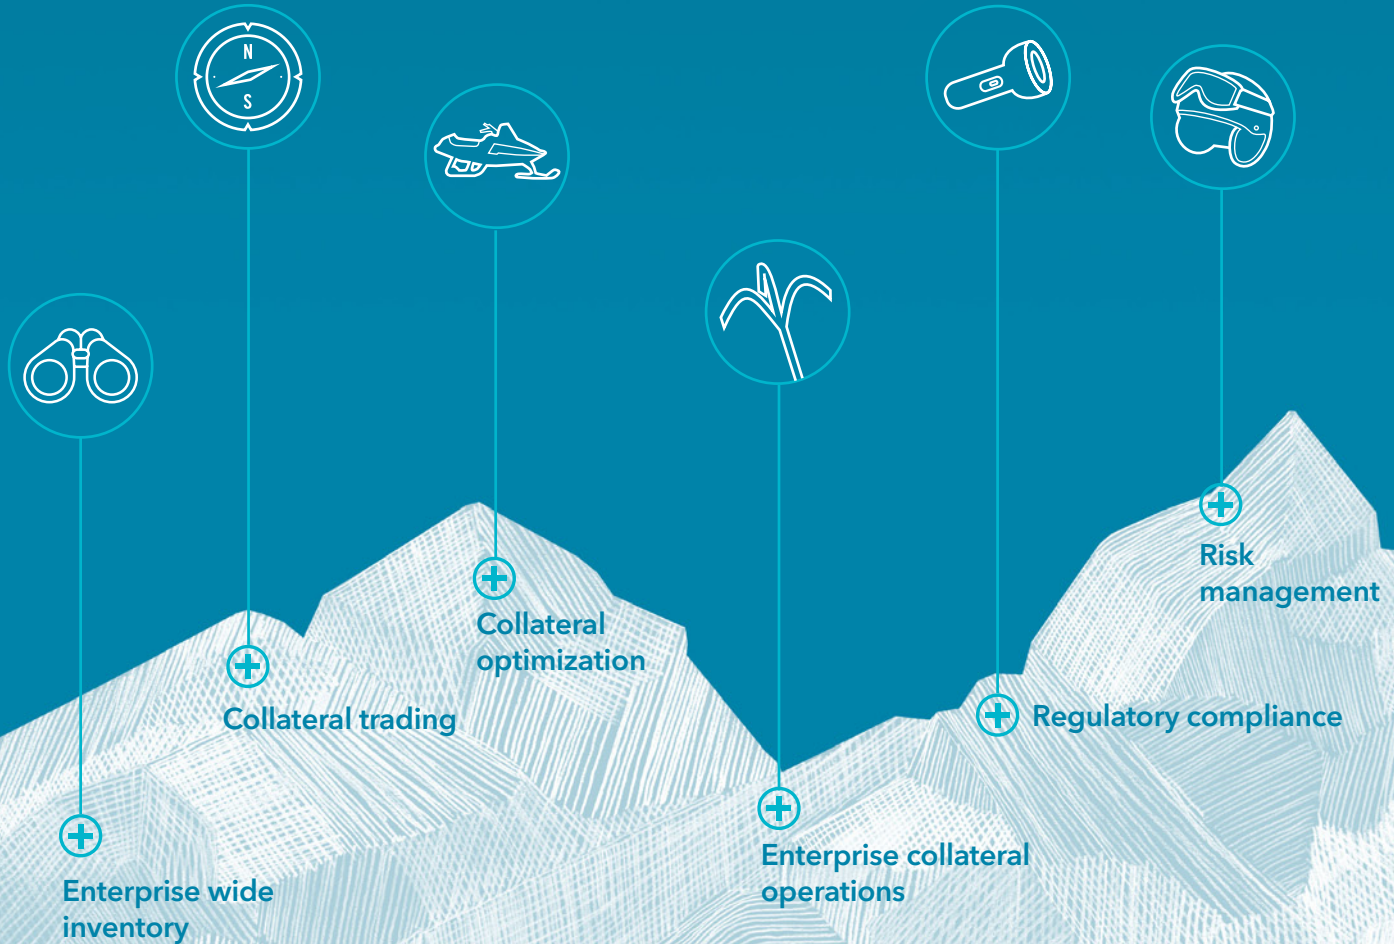 N
S
Risk
management
Collateral
optimization
Collateral trading
Regulatory compliance
Enterprise collateral
operations
Enterprise wide
inventory